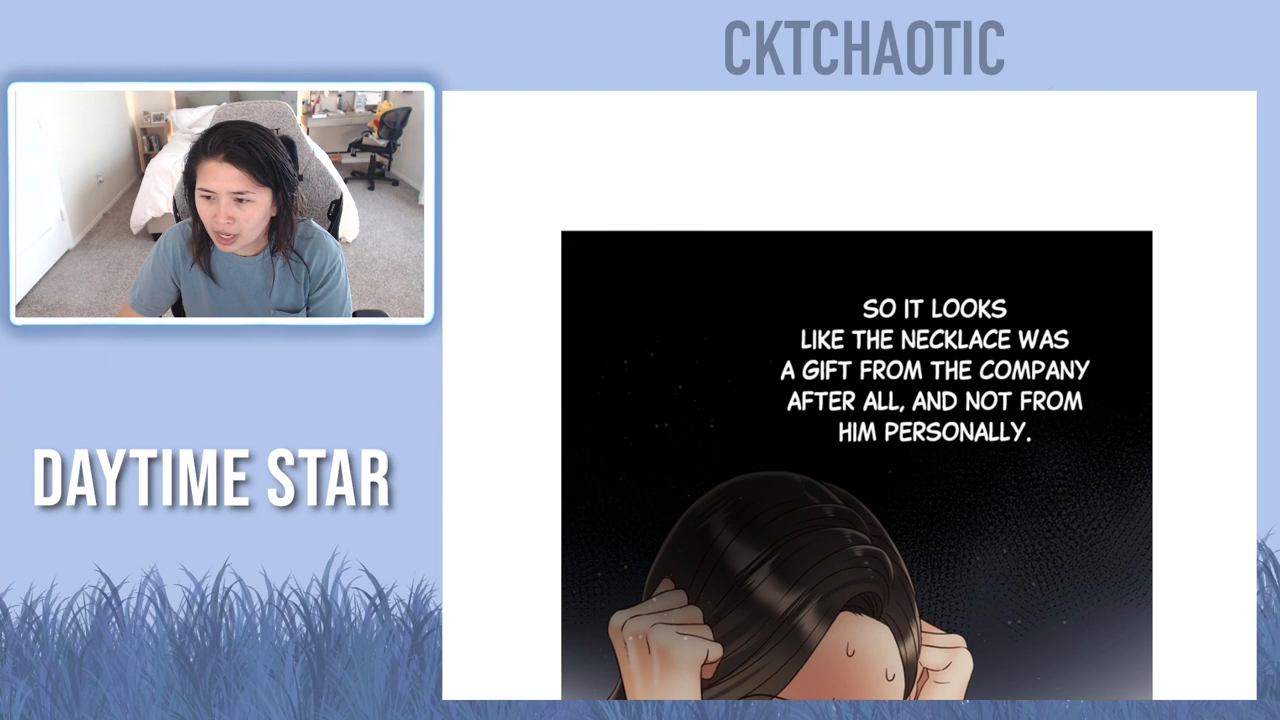 CKTCHAOTIC
SO IT LOOKS
LIKE THE NECKLACE WAS
A GIFT FROM THE COMPANY
AFTER ALL, AND NOT FROM
HIM PERSONALLY.
DAYTIME STAR